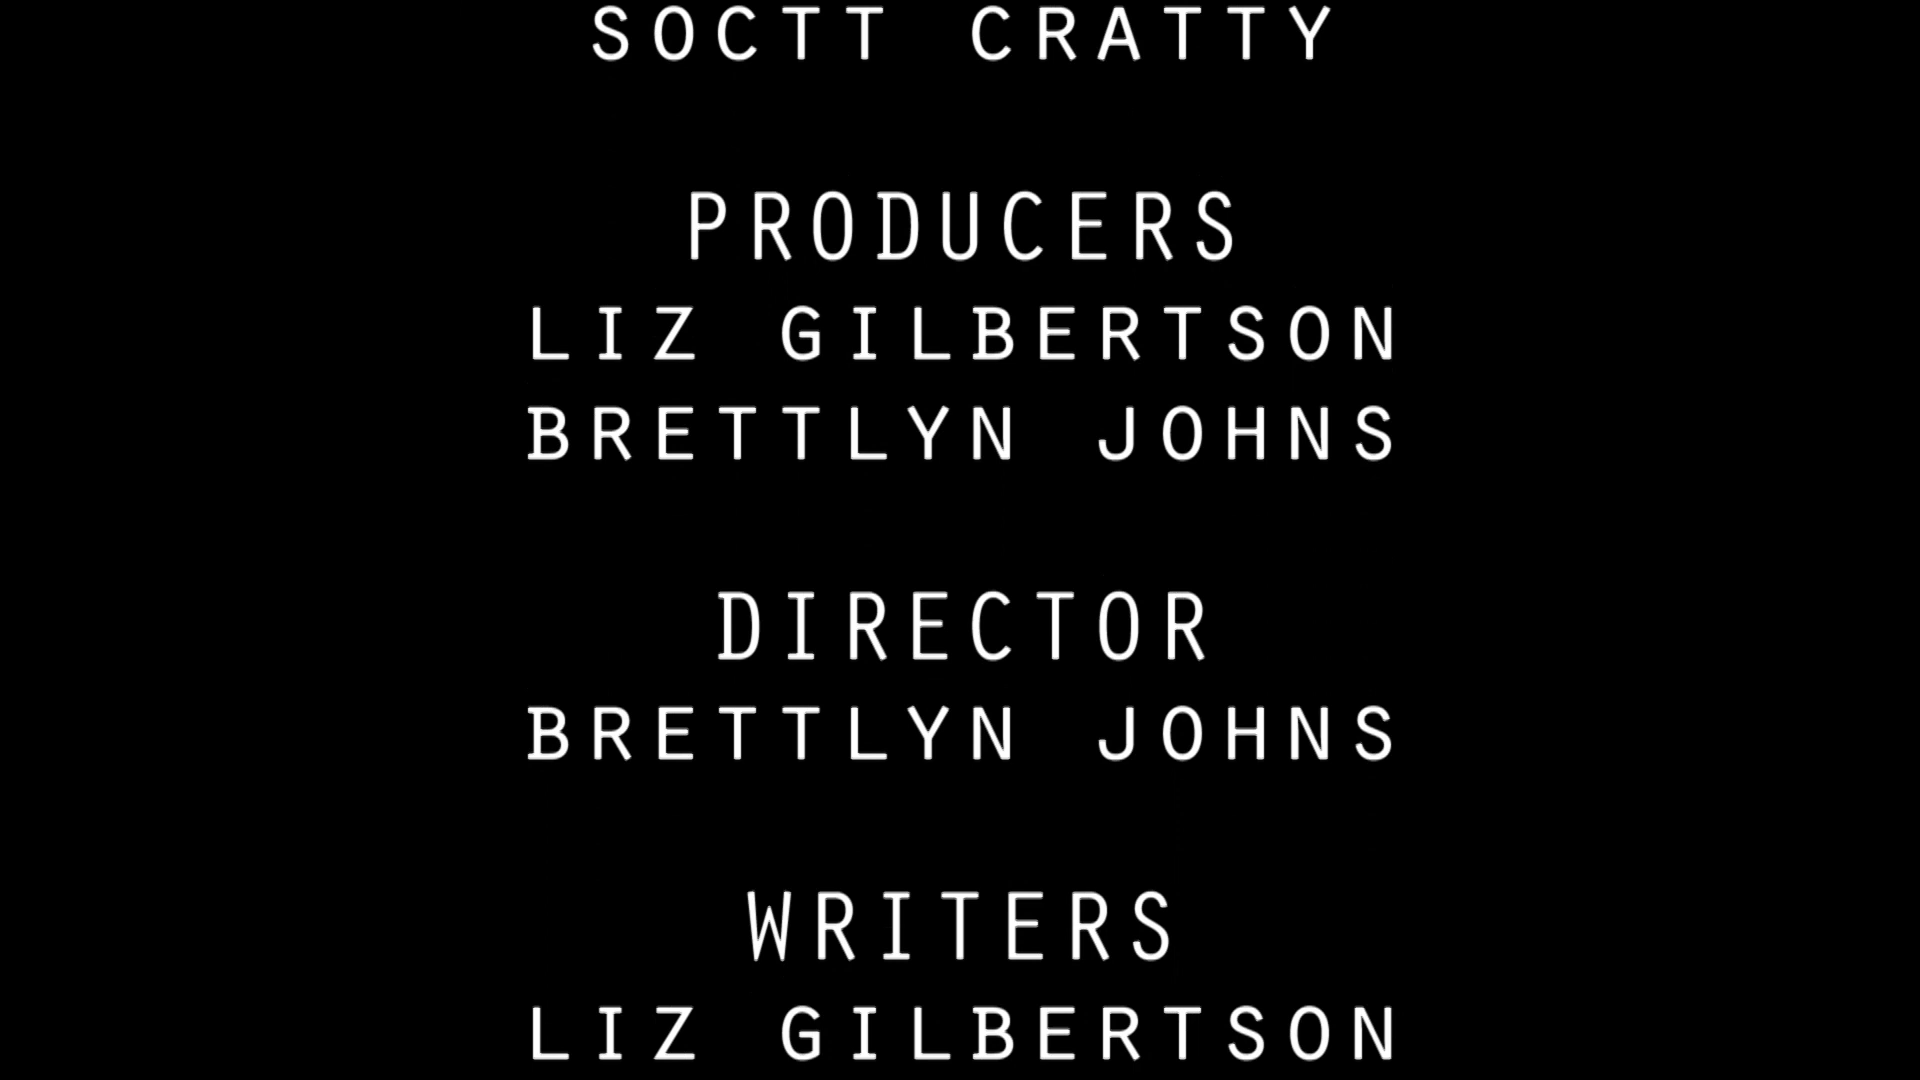 SOCTT CRATTY
PRODUCERS
LIZ GILBERTSON
BRETTLYN JOHNS
DIRECTOR
BRETTLYN JOHNS
WRITERS
LIZ GILBERTSON